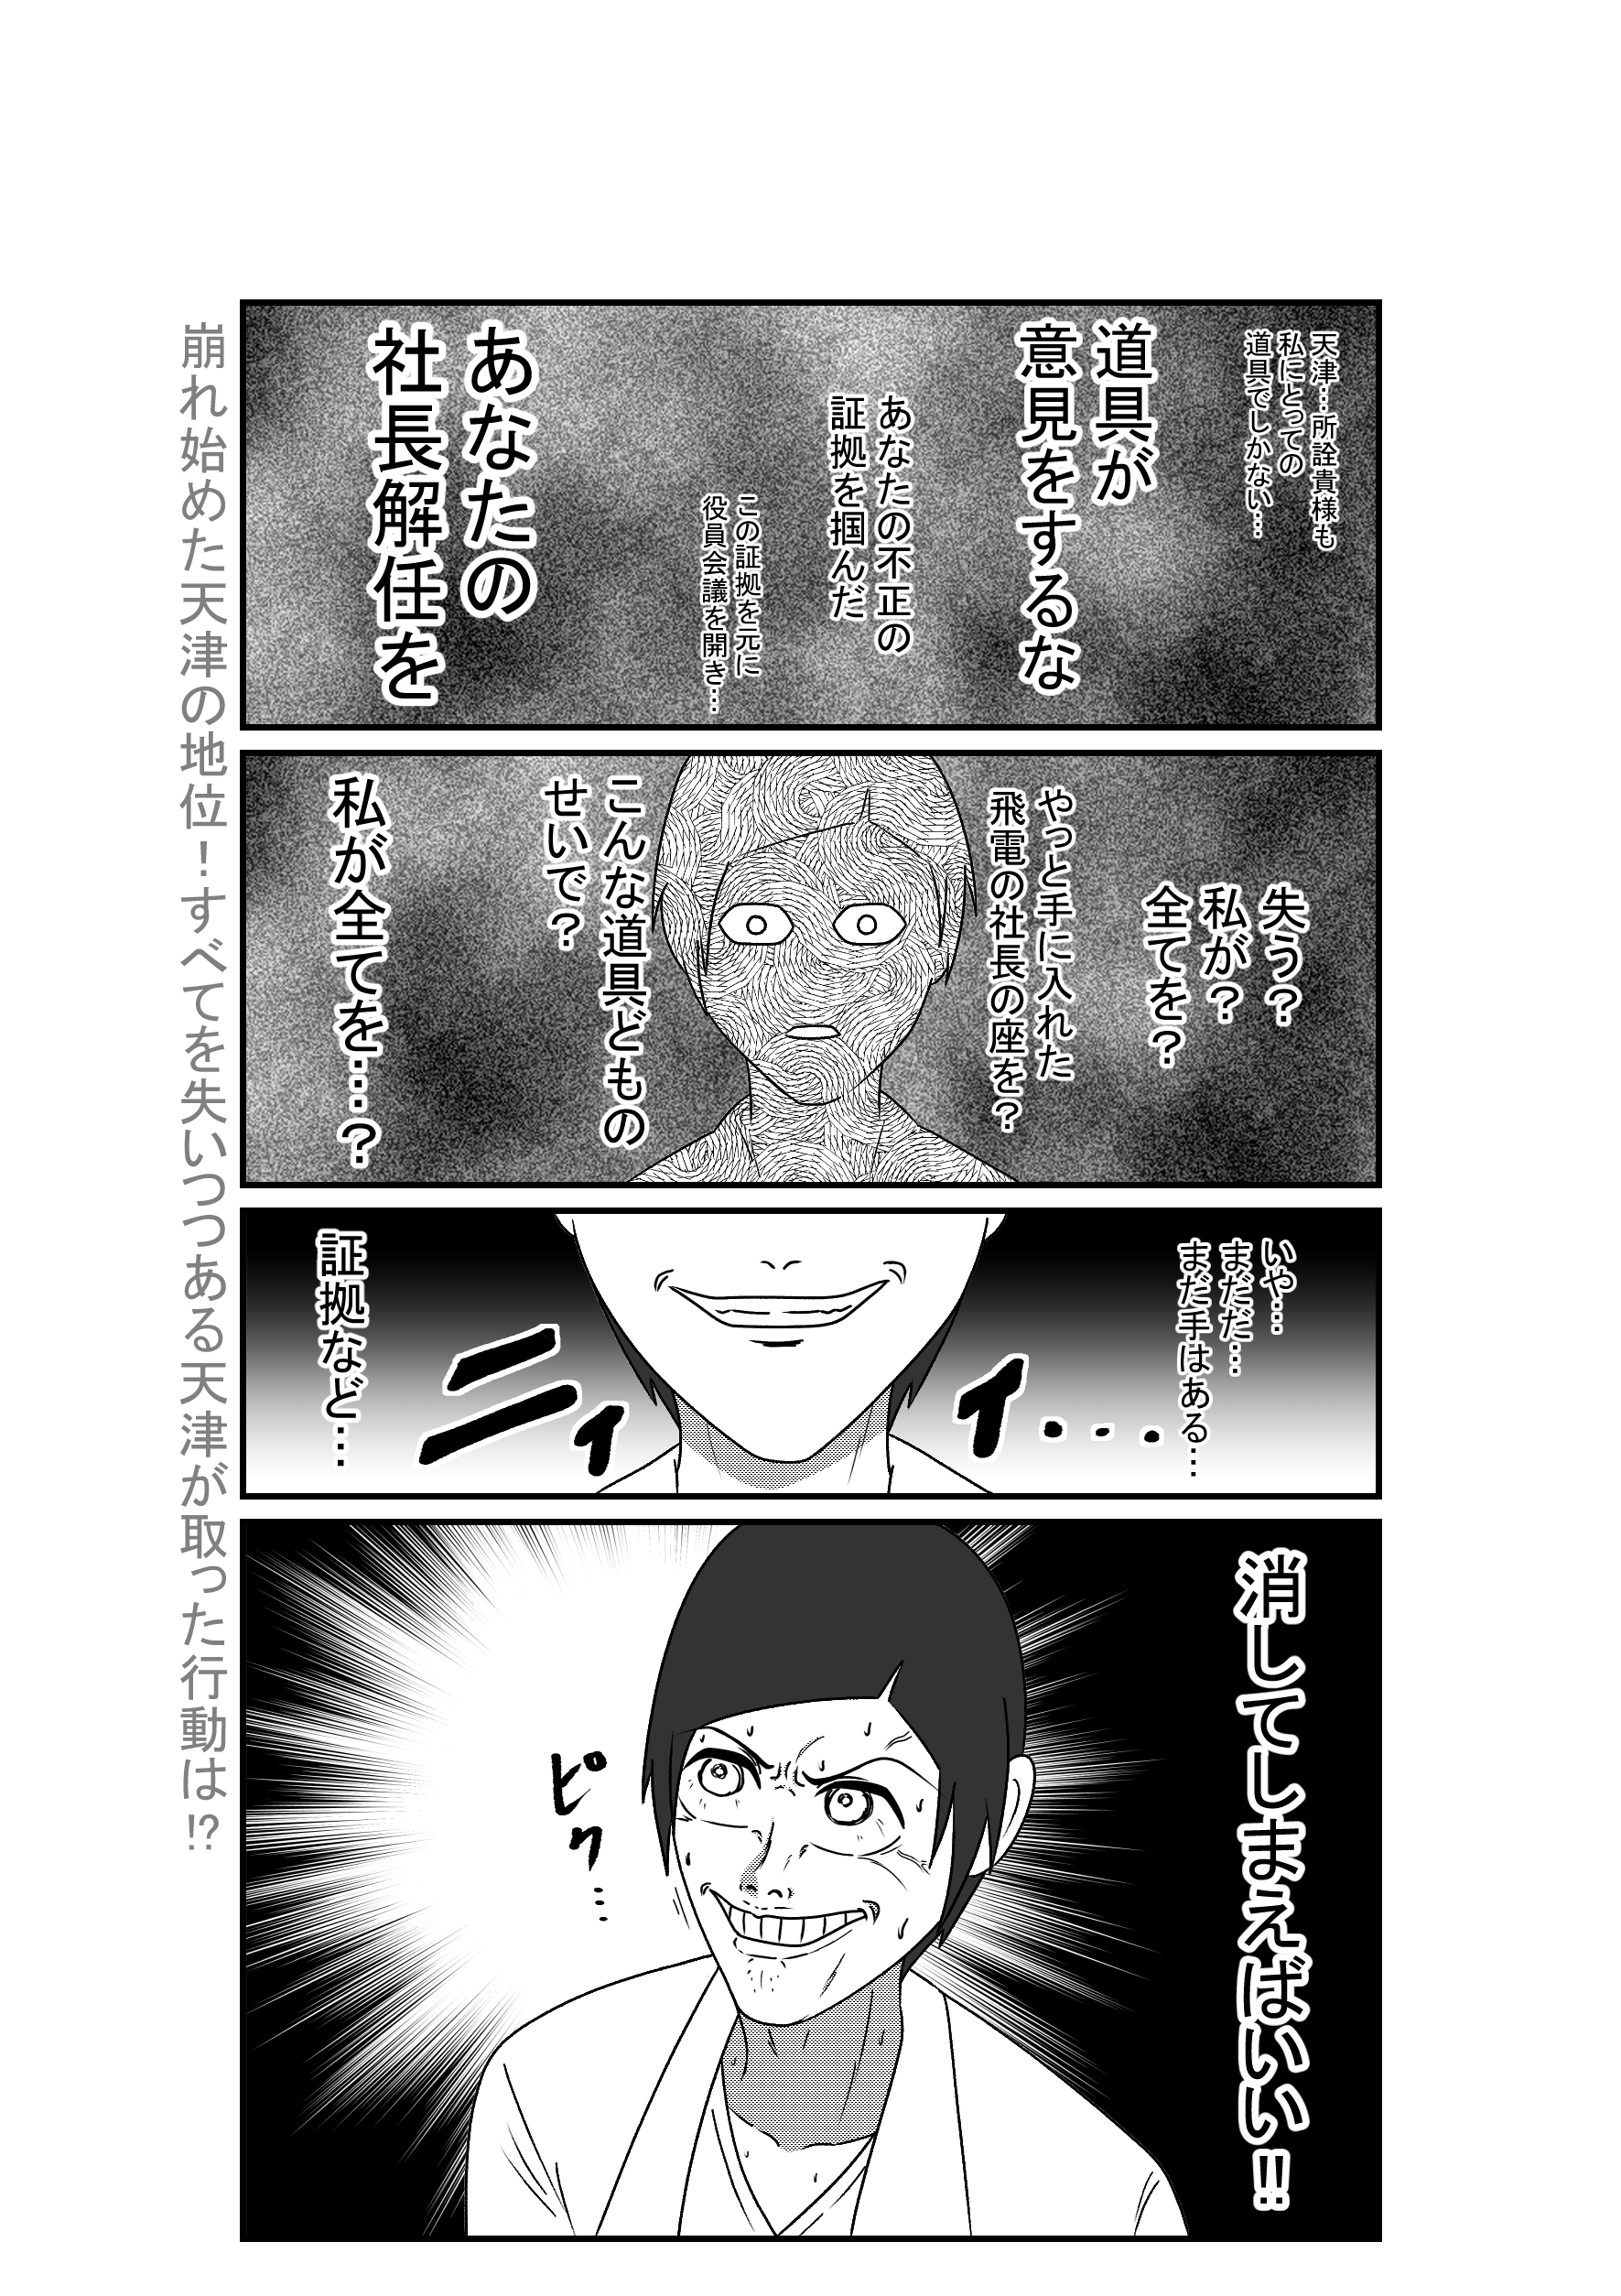 天津…所詮貴様も
私にとっての
道具でしかない…
道具が
意見をするな
あなたの不正の
証拠を掴んだ
この証拠を元に
役員会議を開き…
あなたの
社長解任を
失う？
私が？
全てを？
やっと手に入れた
飛電の社長の座を？
こんな道具どもの
せいで？
私が全てを……？
いや…
まだだ…
まだ手はある…
ニィ
イ…
証拠など…
消してしまえばいい!!
ピク…
崩れ始めた天津の地位！すべてを失いつつある天津が取った行動は!?